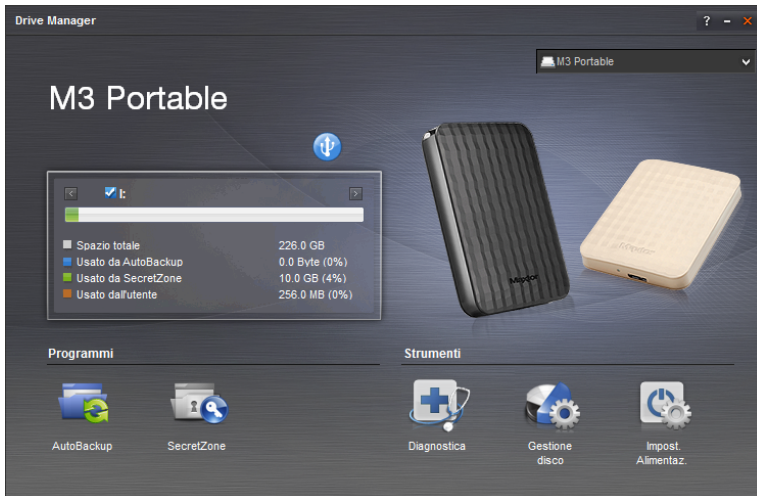 Drive Manager
? –
M3 Portable
M3 Portable
I:
Spazio totale 226.0 GB
Usato da AutoBackup 0.0 Byte (0%)
Usato da SecretZone 10.0 GB (4%)
Usato dall'utente 256.0 MB (0%)
Maxtor
Maxtor
Programmi
Strumenti
AutoBackup
SecretZone
Diagnostica
Gestione
disco
Impost.
Alimentaz.